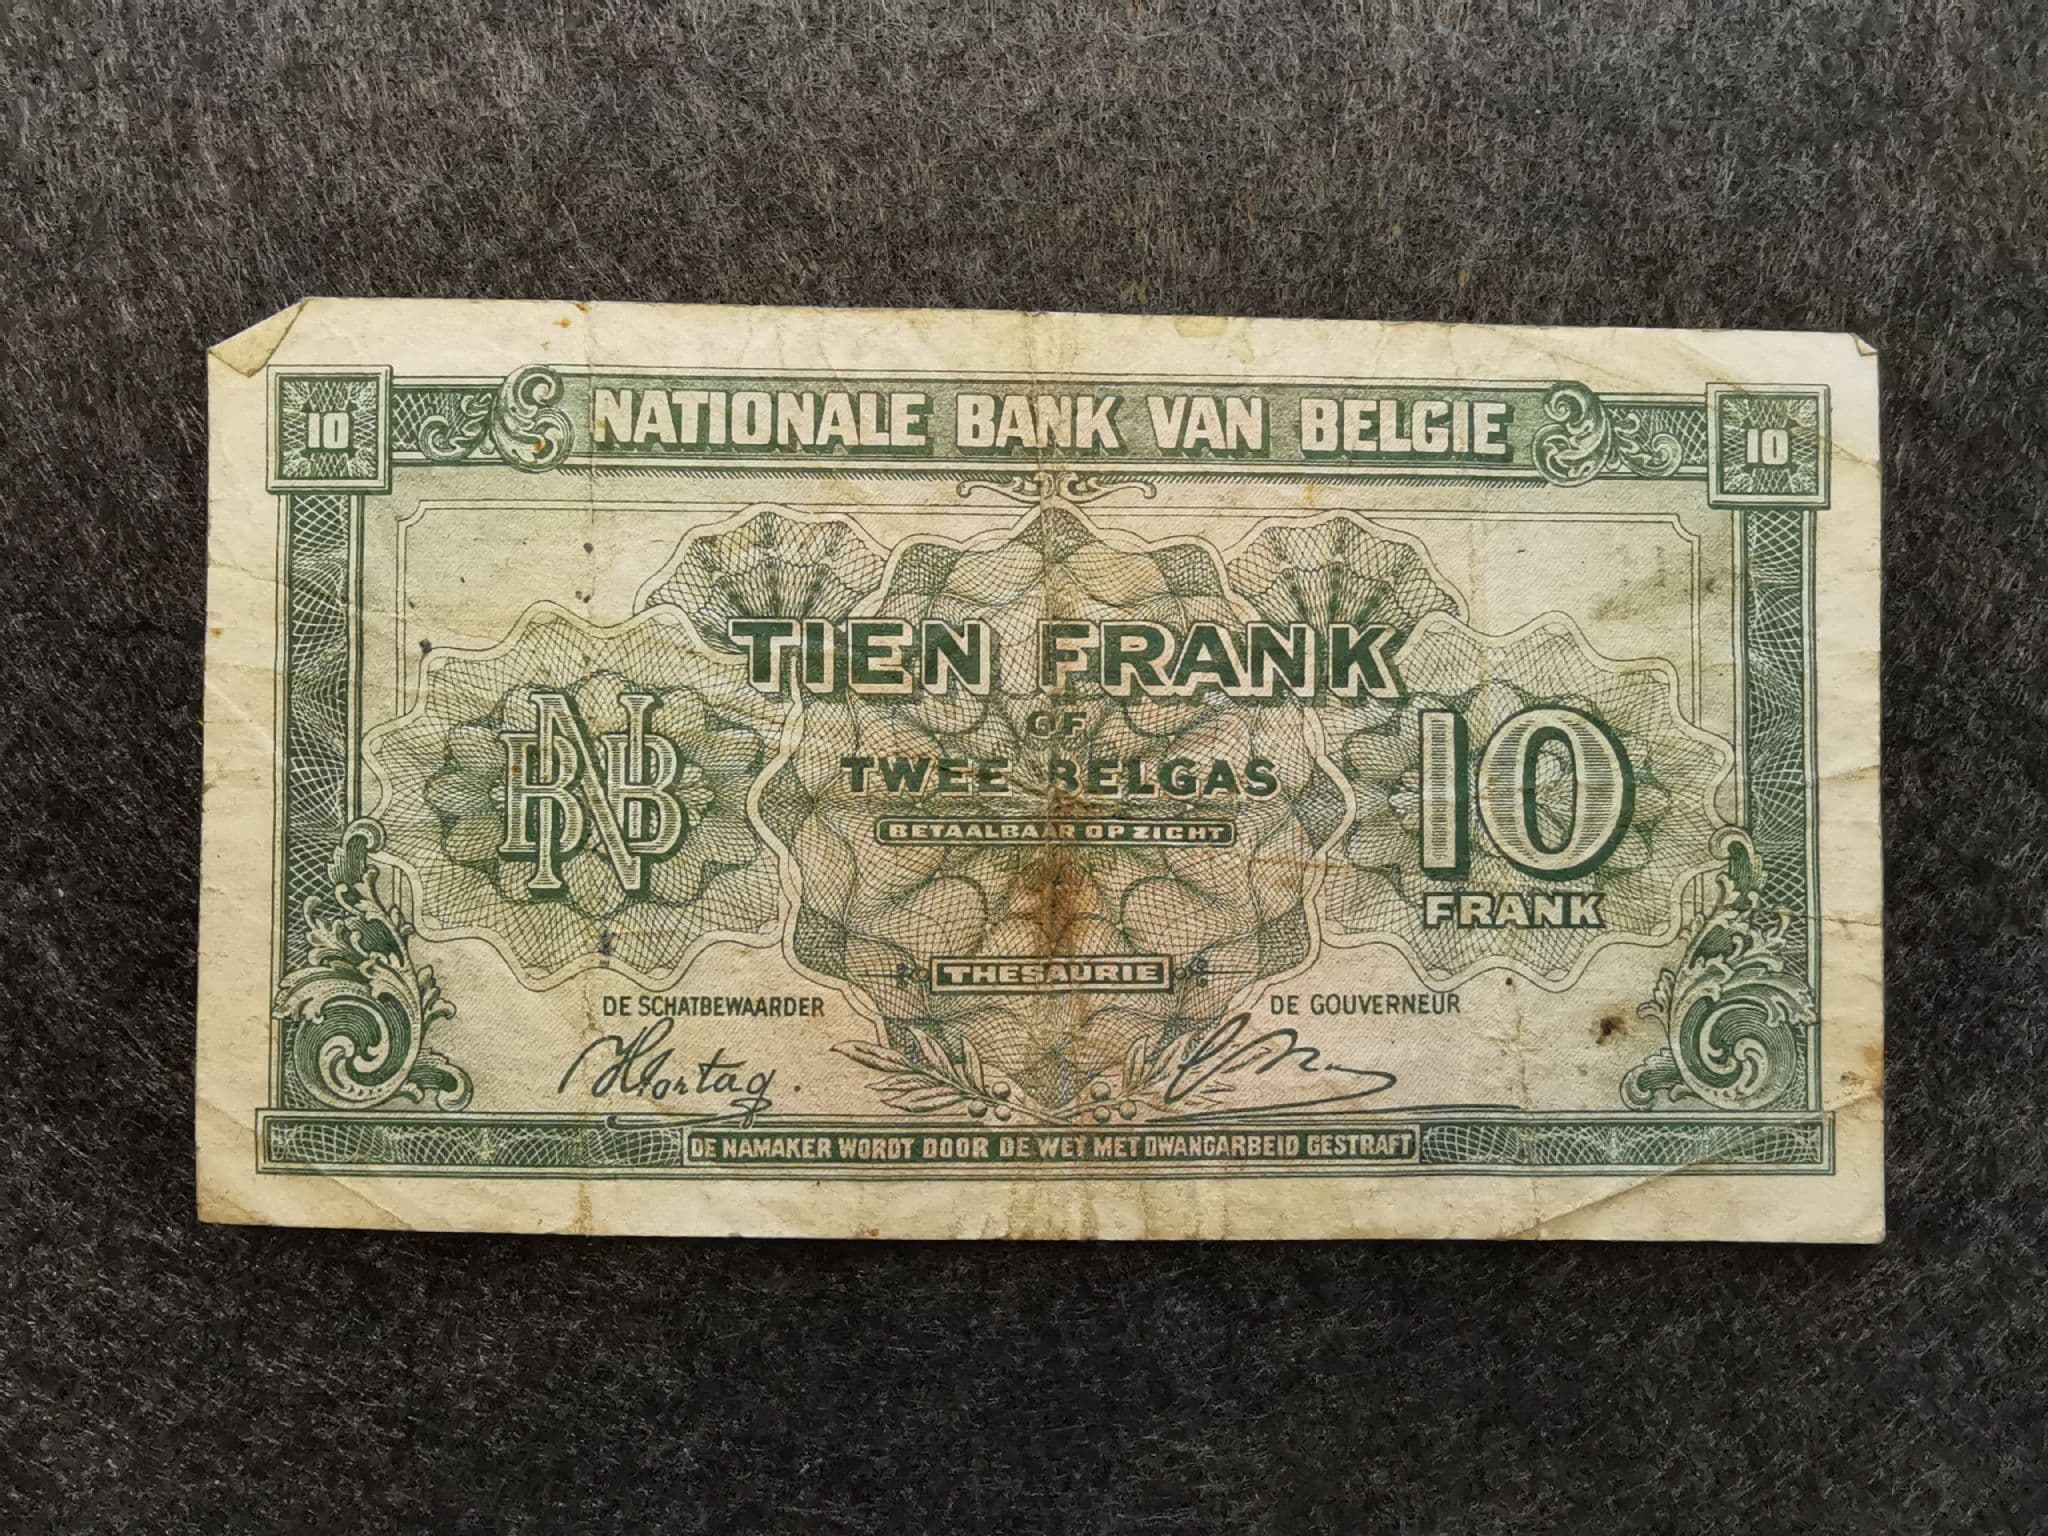 10 NATIONALE BANK VAN BELGIE 10
TIEN FRANK
OF
TWEE BELGAS
BETAALBAAR OP ZICHT
BNB
10
FRANK
THESAURIE
DE SCHATBEWAARDER
DE GOUVERNEUR
DE NAMAKER WORDT DOOR DE WET MET DWANGARBEID GESTRAFT